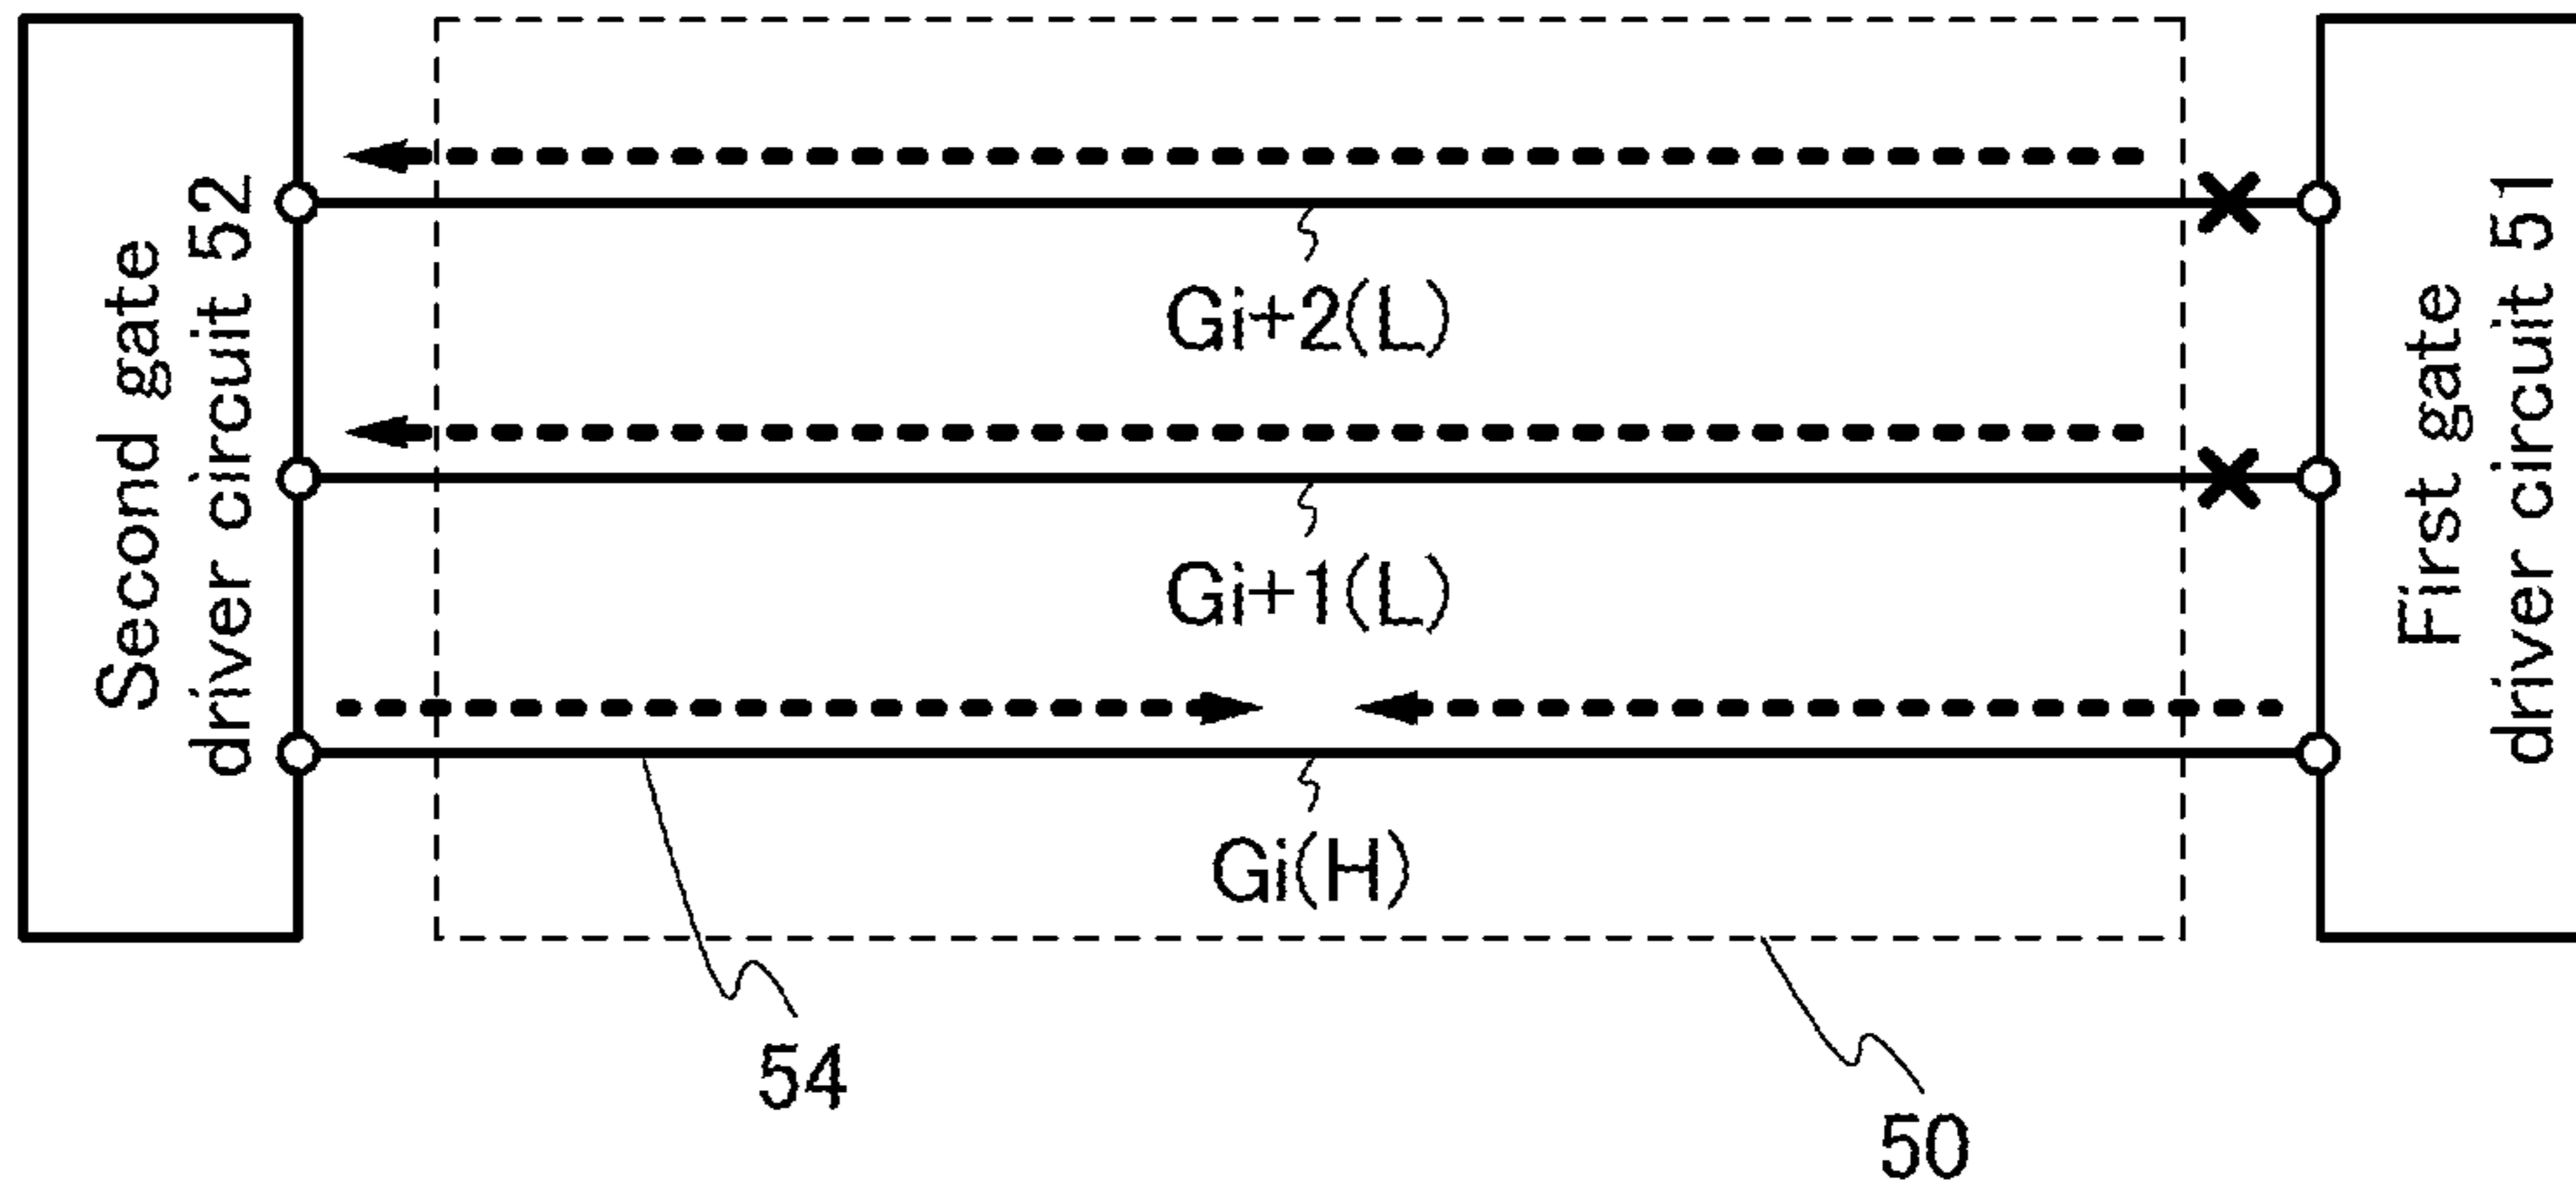 Second gate
driver circuit 52
Gi+2(L)
Gi+1(L)
Gi(H)
First gate
driver circuit 51
54
50